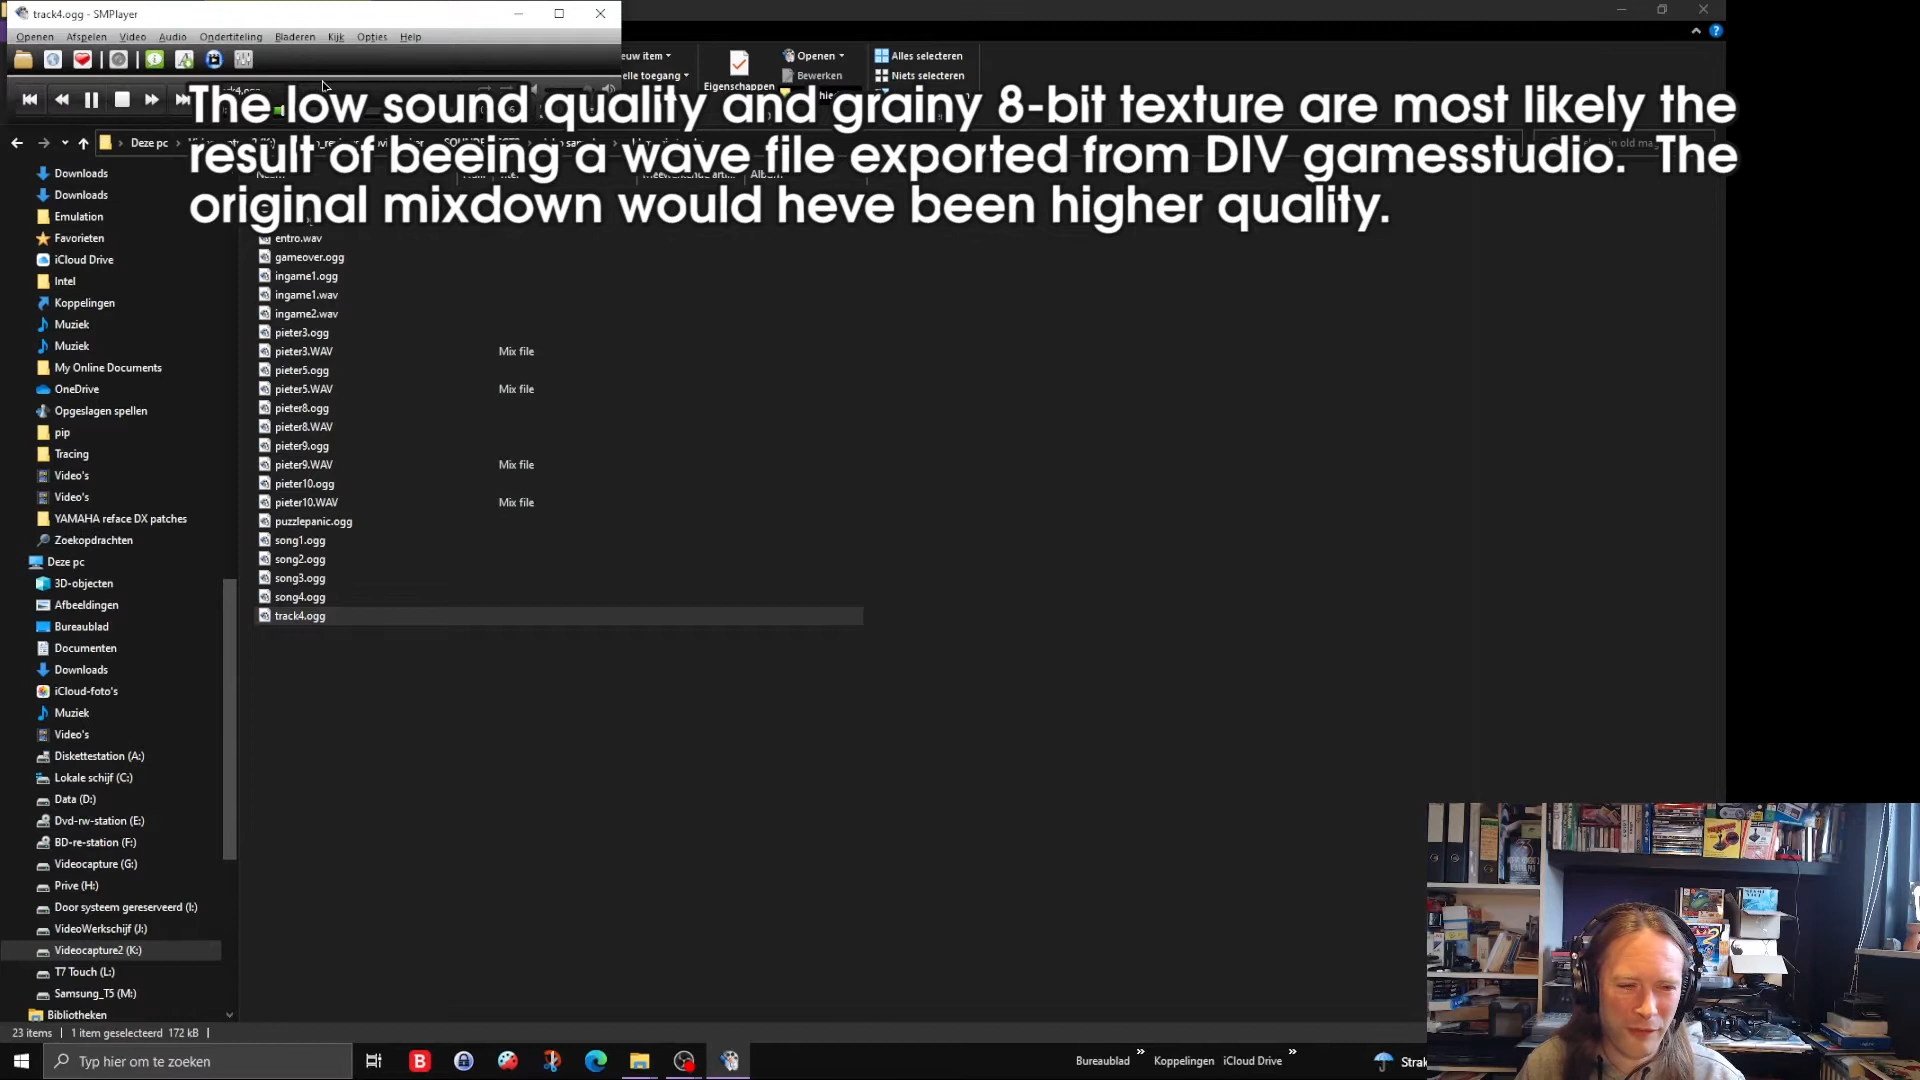 track4.ogg - SMPlayer
Openen Afspelen Video Audio Ondertiteling Bladeren Kijk Opties Help
Openen
Alles selecteren
Bewerken
Niets selecteren
Eigenschappen
The low sound quality and grainy 8-bit texture are most likely the
result of beeing a wave file exported from DIV gamesstudio. The
original mixdown would heve been higher quality.
Deze pc
Downloads
Downloads
Emulation
Favorieten
iCloud Drive
Intel
Koppelingen
Muziek
Muziek
My Online Documents
OneDrive
Opgeslagen spellen
pip
Tracing
Video's
Video's
YAMAHA reface DX patches
Zoekopdrachten
Deze pc
3D-objecten
Afbeeldingen
Bureaublad
Documenten
Downloads
iCloud-foto's
Muziek
Video's
Diskettestation (A:)
Lokale schijf (C:)
Data (D:)
Dvd-rw-station (E:)
BD-re-station (F:)
Videocapture (G:)
Prive (H:)
Door systeem gereserveerd (I:)
VideoWerkschijf (J:)
Videocapture2 (K:)
T7 Touch (L:)
Samsung_T5 (M:)
Bibliotheken
entro.wav
gameover.ogg
ingame1.ogg
ingame1.wav
ingame2.wav
pieter3.ogg
pieter3.WAV Mix file
pieter5.ogg
pieter5.WAV Mix file
pieter8.ogg
pieter8.WAV
pieter9.ogg
pieter9.WAV Mix file
pieter10.ogg
pieter10.WAV Mix file
puzzlepanic.ogg
song1.ogg
song2.ogg
song3.ogg
song4.ogg
track4.ogg
23 items 1 item geselecteerd 172 kB
Typ hier om te zoeken
Bureaublad Koppelingen iCloud Drive